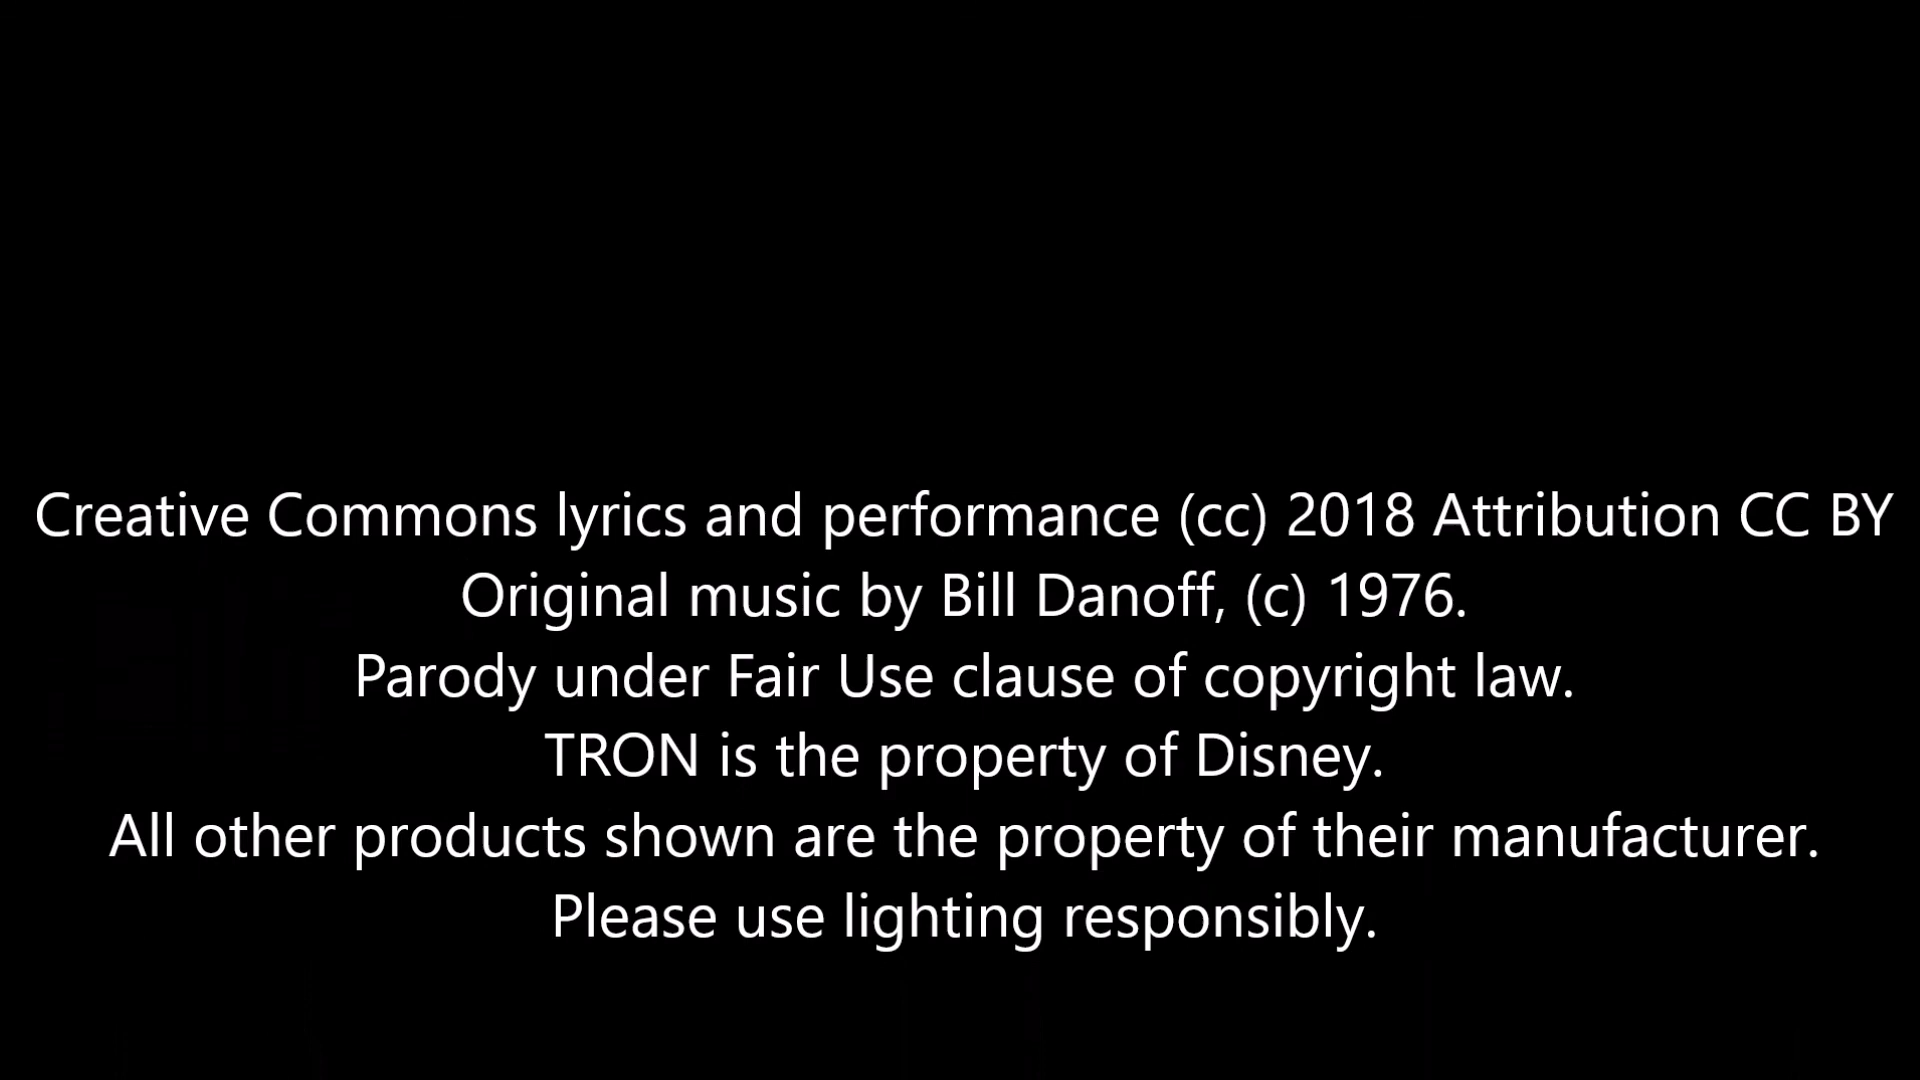 Creative Commons lyrics and performance (cc) 2018 Attribution CC BY
Original music by Bill Danoff, (c) 1976.
Parody under Fair Use clause of copyright law.
TRON is the property of Disney.
All other products shown are the property of their manufacturer.
Please use lighting responsibly.